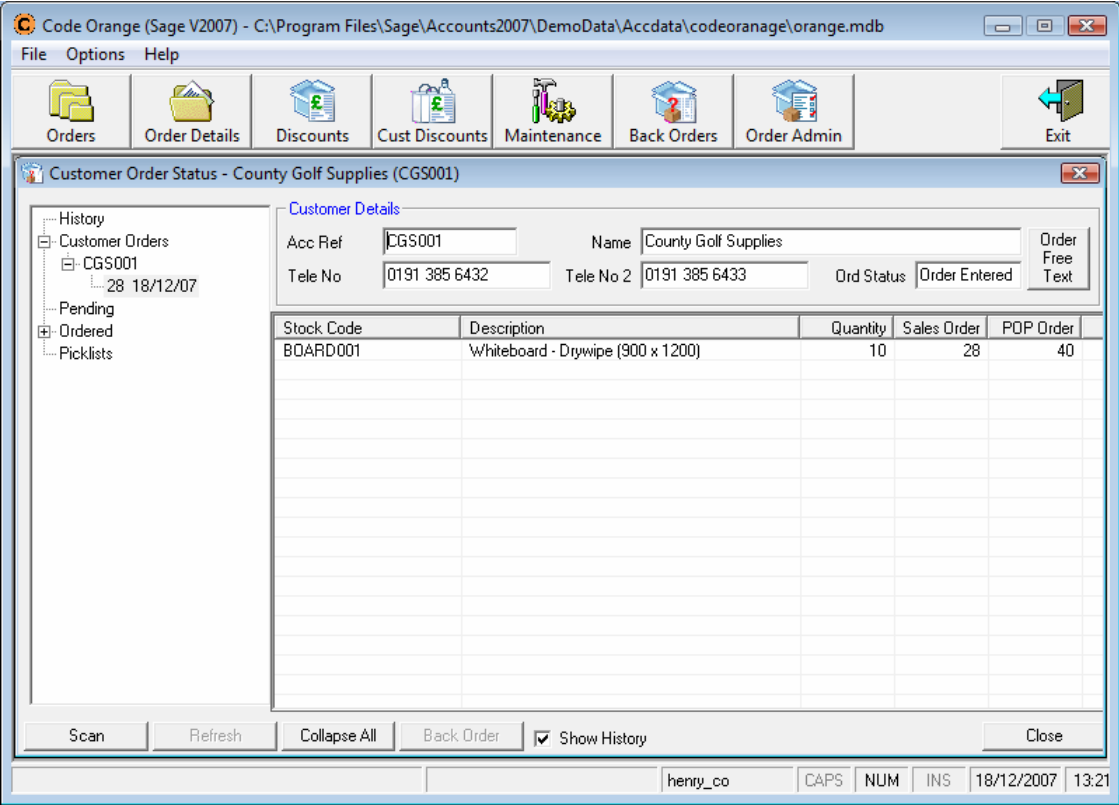 Code Orange (Sage V2007) - C:\Program Files\Sage\Accounts2007\DemoData\Accdata\codeoranage\orange.mdb
File Options Help
Orders Order Details Discounts Cust Discounts Maintenance Back Orders Order Admin Exit
Customer Order Status - County Golf Supplies (CGS001)
History
Customer Orders
CGS001
28 18/12/07
Pending
Ordered
Picklists
Customer Details
Acc Ref CGS001 Name County Golf Supplies
Tele No 0191 385 6432 Tele No 2 0191 385 6433 Ord Status Order Entered
Order
Free
Text
Stock Code Description Quantity Sales Order POP Order
BOARD001 Whiteboard - Drywipe (900 x 1200) 10 28 40
Scan Refresh Collapse All Back Order Show History Close
henry_co CAPS NUM INS 18/12/2007 13:21